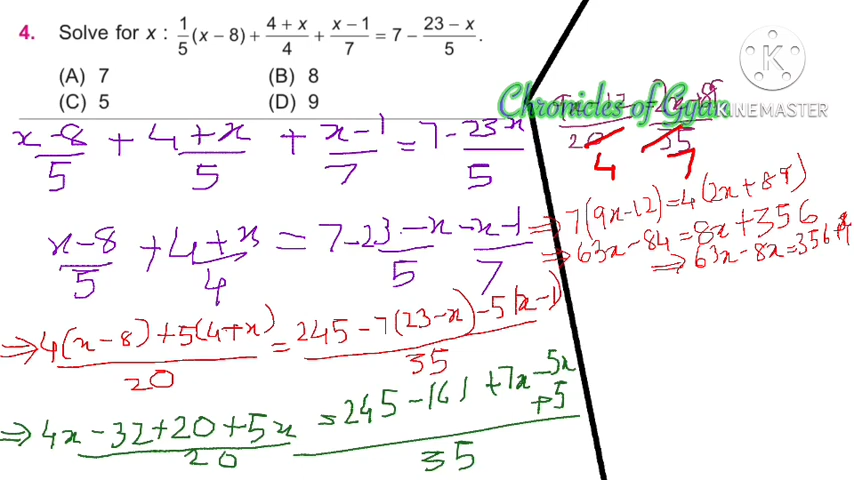 4. Solve for x : 1/5 (x – 8) + (4 + x)/4 + (x – 1)/7 = 7 – (23 – x)/5.
(A) 7 (B) 8
(C) 5 (D) 9
(x-8)/5 + (4+x)/5 + (x-1)/7 = 7 - (23-x)/5
(x-8)/5 + (4+x)/4 = 7 - (23-x)/5 - (x-1)/7
⇒ (4(x-8) + 5(4+x))/20 = (245 - 7(23-x) - 5(x-1))/35
⇒ (4x - 32 + 20 + 5x)/20 = (245 - 161 + 7x - 5x + 5)/35
K
KINEMASTER
Chronicles of Gyan
20 35
4 7
⇒ 7(9x-12) = 4(2x+89)
⇒ 63x - 84 = 8x + 356
⇒ 63x - 8x = 356 +